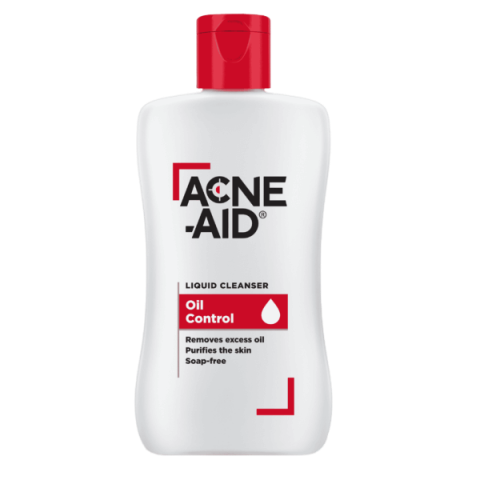 ACNE
-AID®
LIQUID CLEANSER
Oil
Control
Removes excess oil
Purifies the skin
Soap-free